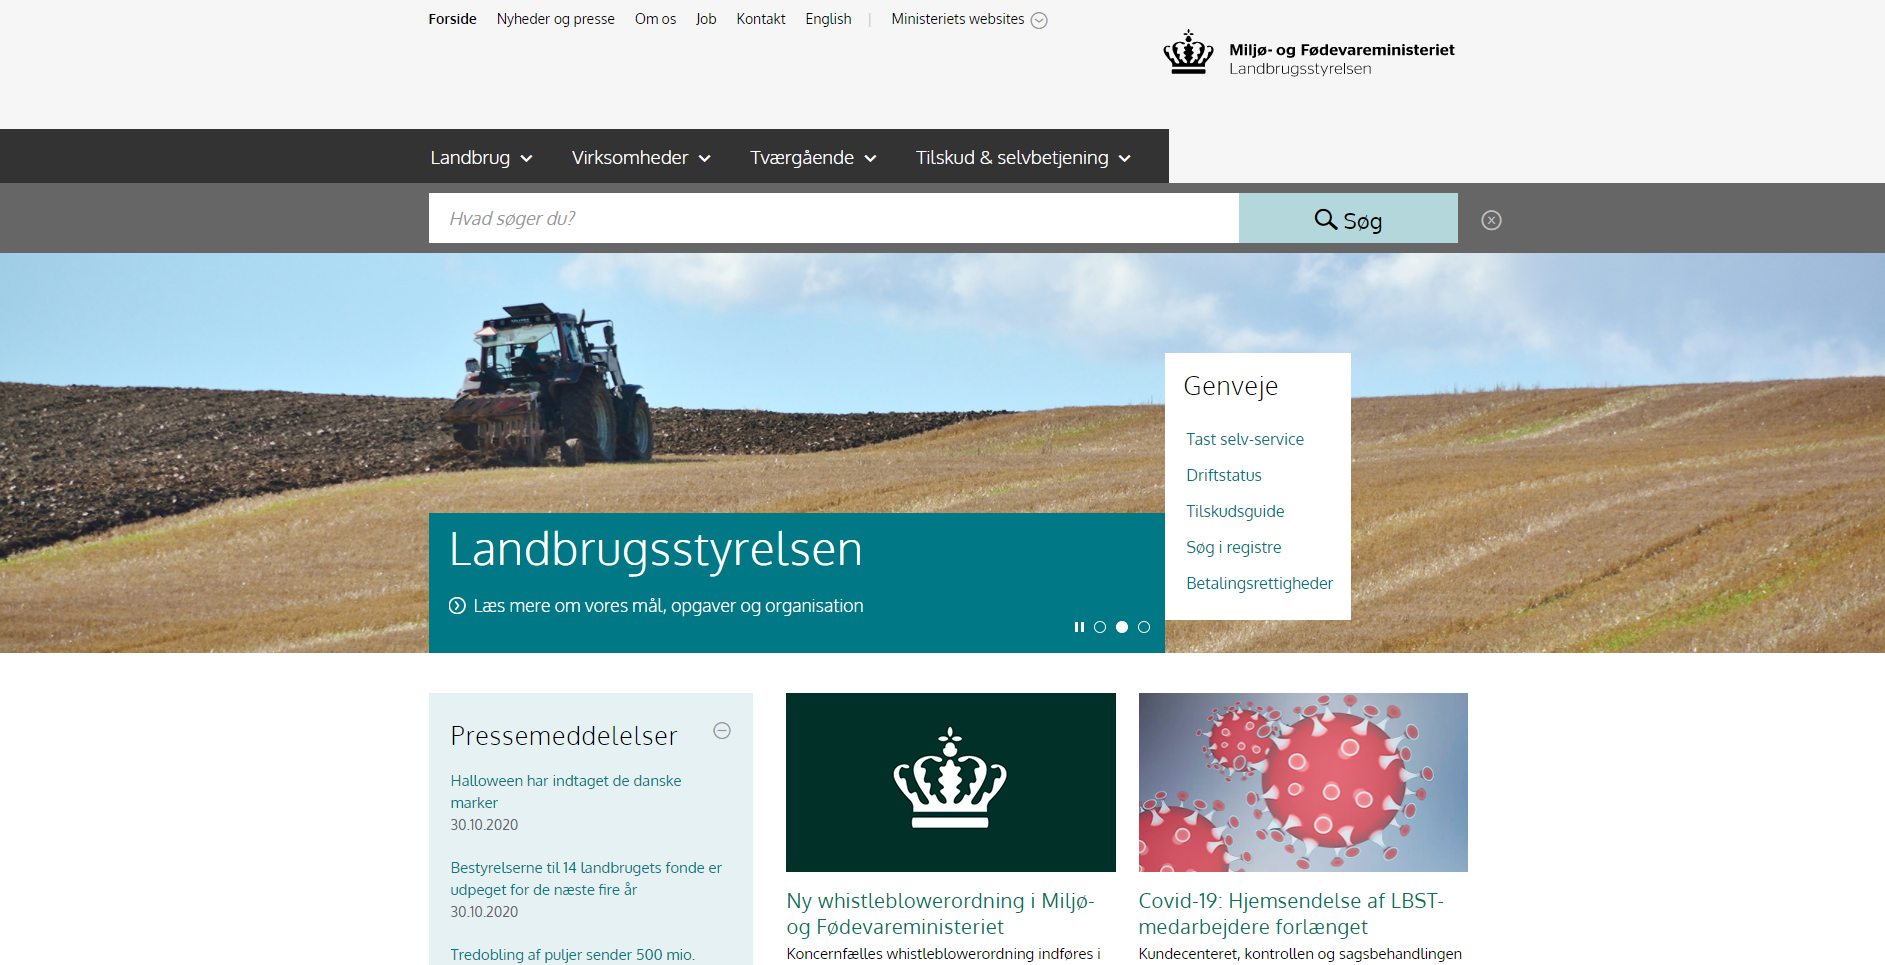 Forside Nyheder og presse Om os Job Kontakt English | Ministeriets websites
Miljø- og Fødevareministeriet
Landbrugsstyrelsen
Landbrug Virksomheder Tværgående Tilskud & selvbetjening
Hvad søger du? Søg
Genveje
Tast selv-service
Driftstatus
Tilskudsguide
Søg i registre
Betalingsrettigheder
Landbrugsstyrelsen
Læs mere om vores mål, opgaver og organisation
Pressemeddelelser
Halloween har indtaget de danske
marker
30.10.2020
Bestyrelserne til 14 landbrugets fonde er
udpeget for de næste fire år
30.10.2020
Tredobling af puljer sender 500 mio.
Ny whistleblowerordning i Miljø-
og Fødevareministeriet
Koncernfælles whistleblowerordning indføres i
Covid-19: Hjemsendelse af LBST-
medarbejdere forlænget
Kundecenteret, kontrollen og sagsbehandlingen